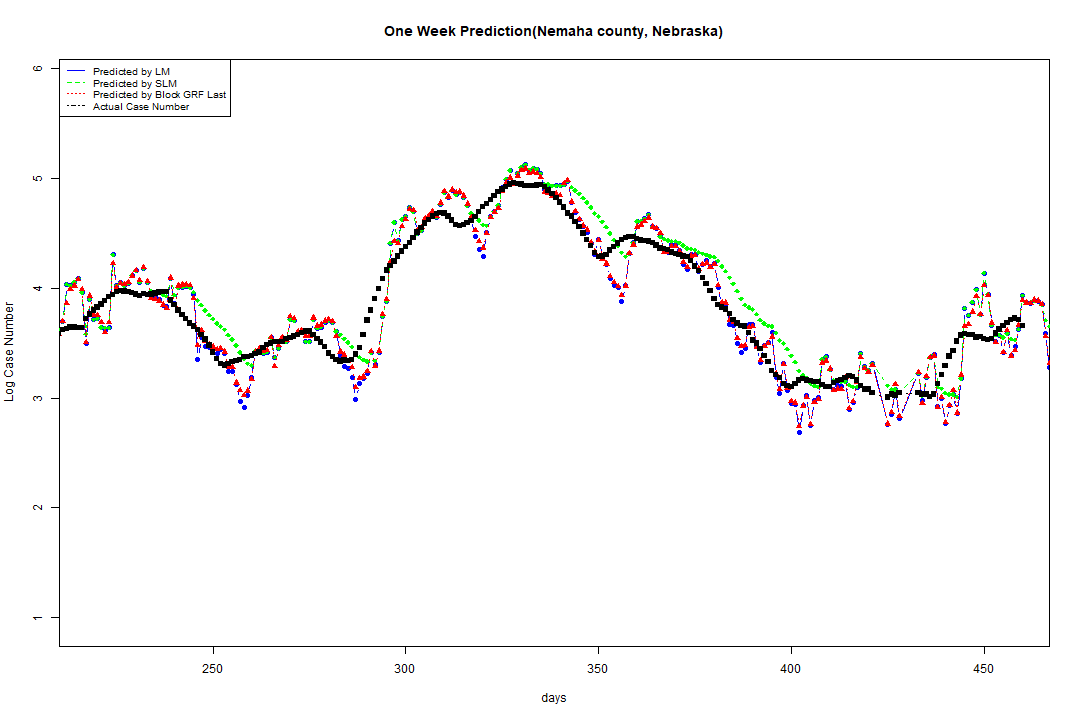 One Week Prediction(Nemaha county, Nebraska)
Predicted by LM
Predicted by SLM
Predicted by Block GRF Last
Actual Case Number
6
5
4
3
2
1
Log Case Number
250 300 350 400 450
days